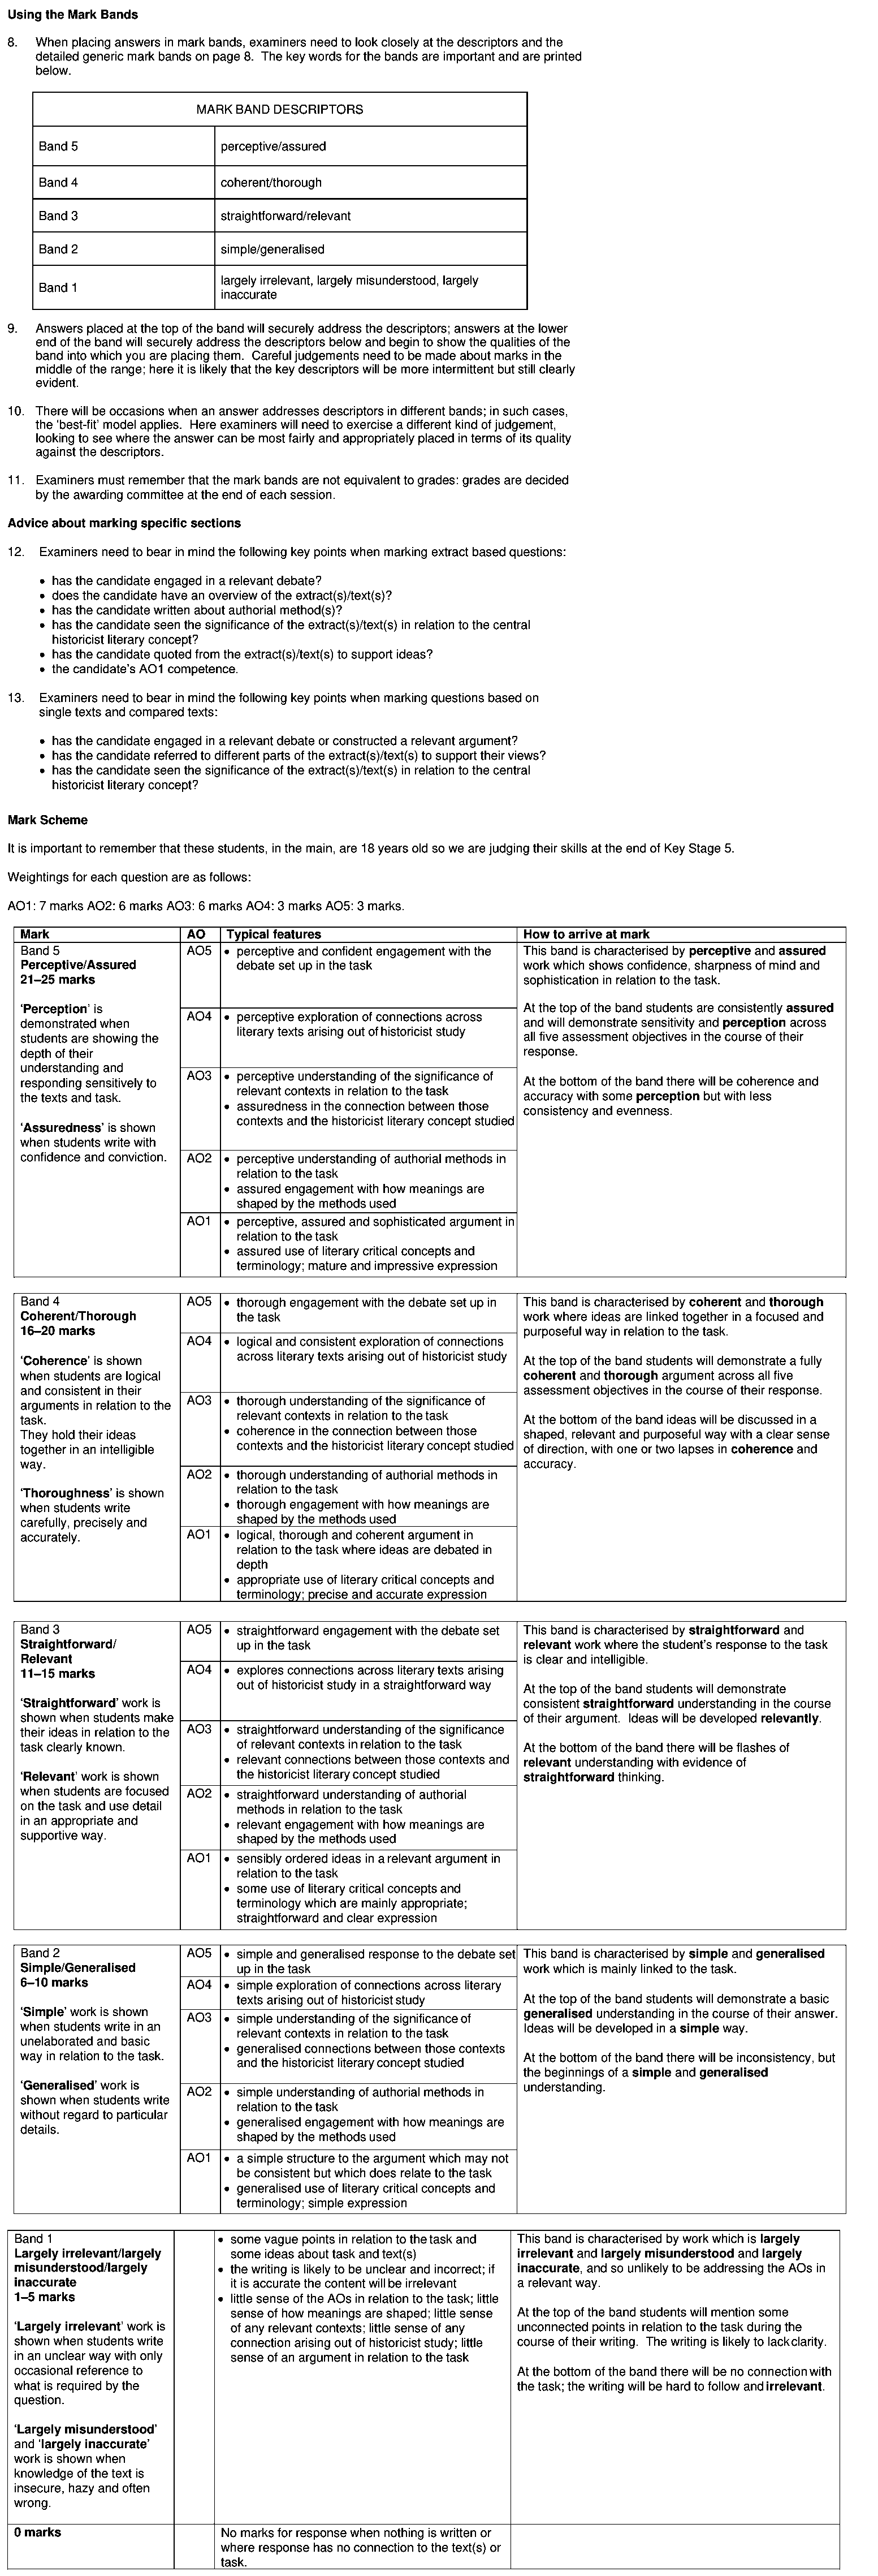 Using the Mark Bands
8. When placing answers in mark bands, examiners need to look closely at the descriptors and the
detailed generic mark bands on page 8. The key words for the bands are important and are printed
below.
MARK BAND DESCRIPTORS
Band 5 perceptive/assured
Band 4 coherent/thorough
Band 3 straightforward/relevant
Band 2 simple/generalised
Band 1 largely irrelevant, largely misunderstood, largely
inaccurate
9. Answers placed at the top of the band will securely address the descriptors; answers at the lower
end of the band will securely address the descriptors below and begin to show the qualities of the
band into which you are placing them. Careful judgements need to be made about marks in the
middle of the range; here it is likely that the key descriptors will be more intermittent but still clearly
evident.
10. There will be occasions when an answer addresses descriptors in different bands; in such cases,
the 'best-fit' model applies. Here examiners will need to exercise a different kind of judgement,
looking to see where the answer can be most fairly and appropriately placed in terms of its quality
against the descriptors.
11. Examiners must remember that the mark bands are not equivalent to grades: grades are decided
by the awarding committee at the end of each session.
Advice about marking specific sections
12. Examiners need to bear in mind the following key points when marking extract based questions:
• has the candidate engaged in a relevant debate?
• does the candidate have an overview of the extract(s)/text(s)?
• has the candidate written about authorial method(s)?
• has the candidate seen the significance of the extract(s)/text(s) in relation to the central
historicist literary concept?
• has the candidate quoted from the extract(s)/text(s) to support ideas?
• the candidate's AO1 competence.
13. Examiners need to bear in mind the following key points when marking questions based on
single texts and compared texts:
• has the candidate engaged in a relevant debate or constructed a relevant argument?
• has the candidate referred to different parts of the extract(s)/text(s) to support their views?
• has the candidate seen the significance of the extract(s)/text(s) in relation to the central
historicist literary concept?
Mark Scheme
It is important to remember that these students, in the main, are 18 years old so we are judging their skills at the end of Key Stage 5.
Weightings for each question are as follows:
AO1: 7 marks AO2: 6 marks AO3: 6 marks AO4: 3 marks AO5: 3 marks.
Mark AO Typical features How to arrive at mark
Band 5
Perceptive/Assured
21–25 marks
'Perception' is
demonstrated when
students are showing the
depth of their
understanding and
responding sensitively to
the texts and task.
'Assuredness' is shown
when students write with
confidence and conviction.
AO5 • perceptive and confident engagement with the
debate set up in the task
AO4 • perceptive exploration of connections across
literary texts arising out of historicist study
AO3 • perceptive understanding of the significance of
relevant contexts in relation to the task
• assuredness in the connection between those
contexts and the historicist literary concept studied
AO2 • perceptive understanding of authorial methods in
relation to the task
• assured engagement with how meanings are
shaped by the methods used
AO1 • perceptive, assured and sophisticated argument in
relation to the task
• assured use of literary critical concepts and
terminology; mature and impressive expression
This band is characterised by perceptive and assured
work which shows confidence, sharpness of mind and
sophistication in relation to the task.
At the top of the band students are consistently assured
and will demonstrate sensitivity and perception across
all five assessment objectives in the course of their
response.
At the bottom of the band there will be coherence and
accuracy with some perception but with less
consistency and evenness.
Band 4
Coherent/Thorough
16–20 marks
'Coherence' is shown
when students are logical
and consistent in their
arguments in relation to the
task.
They hold their ideas
together in an intelligible
way.
'Thoroughness' is shown
when students write
carefully, precisely and
accurately.
AO5 • thorough engagement with the debate set up in
the task
AO4 • logical and consistent exploration of connections
across literary texts arising out of historicist study
AO3 • thorough understanding of the significance of
relevant contexts in relation to the task
• coherence in the connection between those
contexts and the historicist literary concept studied
AO2 • thorough understanding of authorial methods in
relation to the task
• thorough engagement with how meanings are
shaped by the methods used
AO1 • logical, thorough and coherent argument in
relation to the task where ideas are debated in
depth
• appropriate use of literary critical concepts and
terminology; precise and accurate expression
This band is characterised by coherent and thorough
work where ideas are linked together in a focused and
purposeful way in relation to the task.
At the top of the band students will demonstrate a fully
coherent and thorough argument across all five
assessment objectives in the course of their response.
At the bottom of the band ideas will be discussed in a
shaped, relevant and purposeful way with a clear sense
of direction, with one or two lapses in coherence and
accuracy.
Band 3
Straightforward/
Relevant
11–15 marks
'Straightforward' work is
shown when students make
their ideas in relation to the
task clearly known.
'Relevant' work is shown
when students are focused
on the task and use detail
in an appropriate and
supportive way.
AO5 • straightforward engagement with the debate set
up in the task
AO4 • explores connections across literary texts arising
out of historicist study in a straightforward way
AO3 • straightforward understanding of the significance
of relevant contexts in relation to the task
• relevant connections between those contexts and
the historicist literary concept studied
AO2 • straightforward understanding of authorial
methods in relation to the task
• relevant engagement with how meanings are
shaped by the methods used
AO1 • sensibly ordered ideas in a relevant argument in
relation to the task
• some use of literary critical concepts and
terminology which are mainly appropriate;
straightforward and clear expression
This band is characterised by straightforward and
relevant work where the student's response to the task
is clear and intelligible.
At the top of the band students will demonstrate
consistent straightforward understanding in the course
of their argument. Ideas will be developed relevantly.
At the bottom of the band there will be flashes of
relevant understanding with evidence of
straightforward thinking.
Band 2
Simple/Generalised
6–10 marks
'Simple' work is shown
when students write in an
unelaborated and basic
way in relation to the task.
'Generalised' work is
shown when students write
without regard to particular
details.
AO5 • simple and generalised response to the debate set
up in the task
AO4 • simple exploration of connections across literary
texts arising out of historicist study
AO3 • simple understanding of the significance of
relevant contexts in relation to the task
• generalised connections between those contexts
and the historicist literary concept studied
AO2 • simple understanding of authorial methods in
relation to the task
• generalised engagement with how meanings are
shaped by the methods used
AO1 • a simple structure to the argument which may not
be consistent but which does relate to the task
• generalised use of literary critical concepts and
terminology; simple expression
This band is characterised by simple and generalised
work which is mainly linked to the task.
At the top of the band students will demonstrate a basic
generalised understanding in the course of their answer.
Ideas will be developed in a simple way.
At the bottom of the band there will be inconsistency, but
the beginnings of a simple and generalised
understanding.
Band 1
Largely irrelevant/largely
misunderstood/largely
inaccurate
1–5 marks
'Largely irrelevant' work is
shown when students write
in an unclear way with only
occasional reference to
what is required by the
question.
'Largely misunderstood'
and 'largely inaccurate'
work is shown when
knowledge of the text is
insecure, hazy and often
wrong.
• some vague points in relation to the task and
some ideas about task and text(s)
• the writing is likely to be unclear and incorrect; if
it is accurate the content will be irrelevant
• little sense of the AOs in relation to the task; little
sense of how meanings are shaped; little sense
of any relevant contexts; little sense of any
connection arising out of historicist study; little
sense of an argument in relation to the task
This band is characterised by work which is largely
irrelevant and largely misunderstood and largely
inaccurate, and so unlikely to be addressing the AOs in
a relevant way.
At the top of the band students will mention some
unconnected points in relation to the task during the
course of their writing. The writing is likely to lack clarity.
At the bottom of the band there will be no connection with
the task; the writing will be hard to follow and irrelevant.
0 marks No marks for response when nothing is written or
where response has no connection to the text(s) or
task.